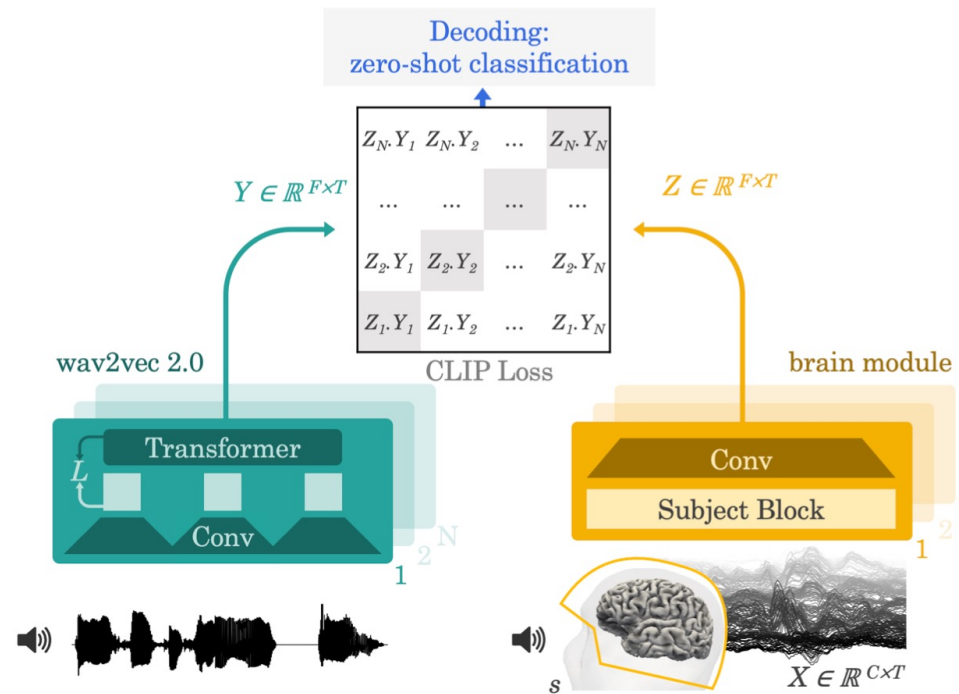 Decoding:
zero-shot classification
Z_N.Y_1 Z_N.Y_2 ... Z_N.Y_N
... ... ... ...
Z_2.Y_1 Z_2.Y_2 ... Z_2.Y_N
Z_1.Y_1 Z_1.Y_2 ... Z_1.Y_N
CLIP Loss
Y ∈ ℝ^{F×T}
Z ∈ ℝ^{F×T}
wav2vec 2.0
Transformer
L
Conv
1
2
N
brain module
Conv
Subject Block
1
2
s
X ∈ ℝ^{C×T}